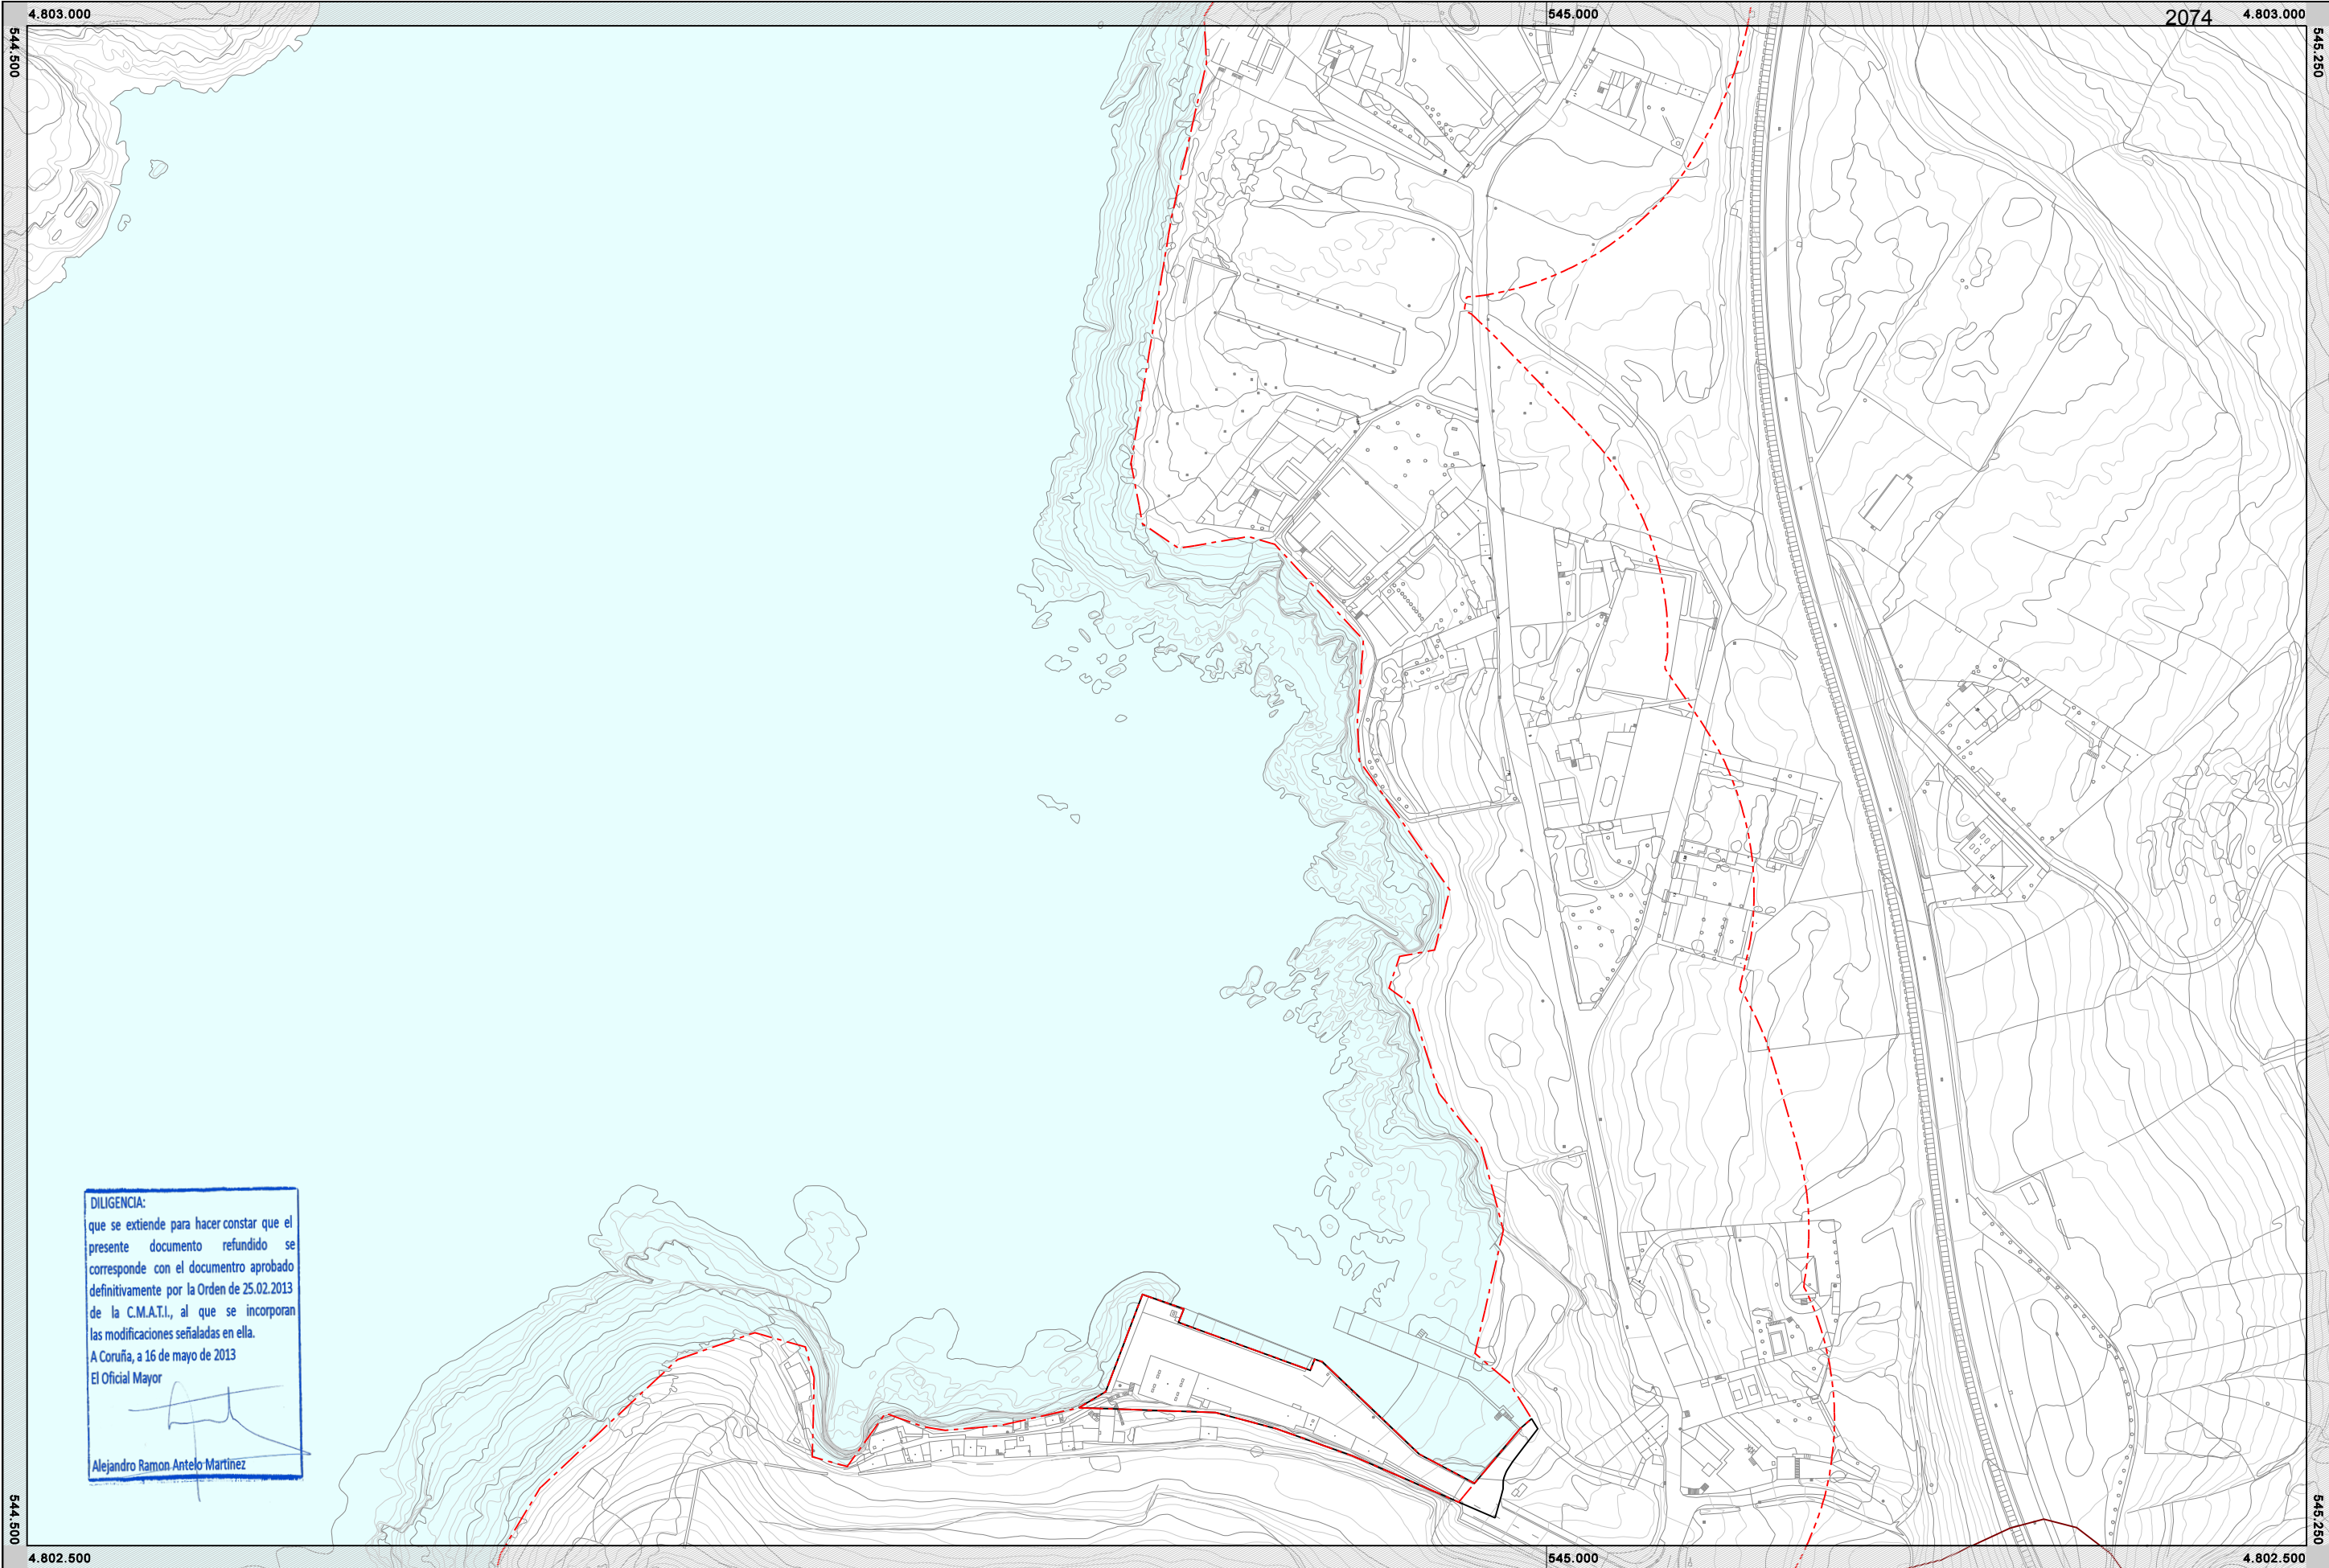 4.803.000
545.000
2074
4.803.000
544.500
545.250
DILIGENCIA:
que se extiende para hacer constar que el
presente documento refundido se
corresponde con el documentro aprobado
definitivamente por la Orden de 25.02.2013
de la C.M.A.T.I., al que se incorporan
las modificaciones señaladas en ella.
A Coruña, a 16 de mayo de 2013
El Oficial Mayor
Alejandro Ramon Antelo Martinez
544.500
545.250
4.802.500
545.000
4.802.500